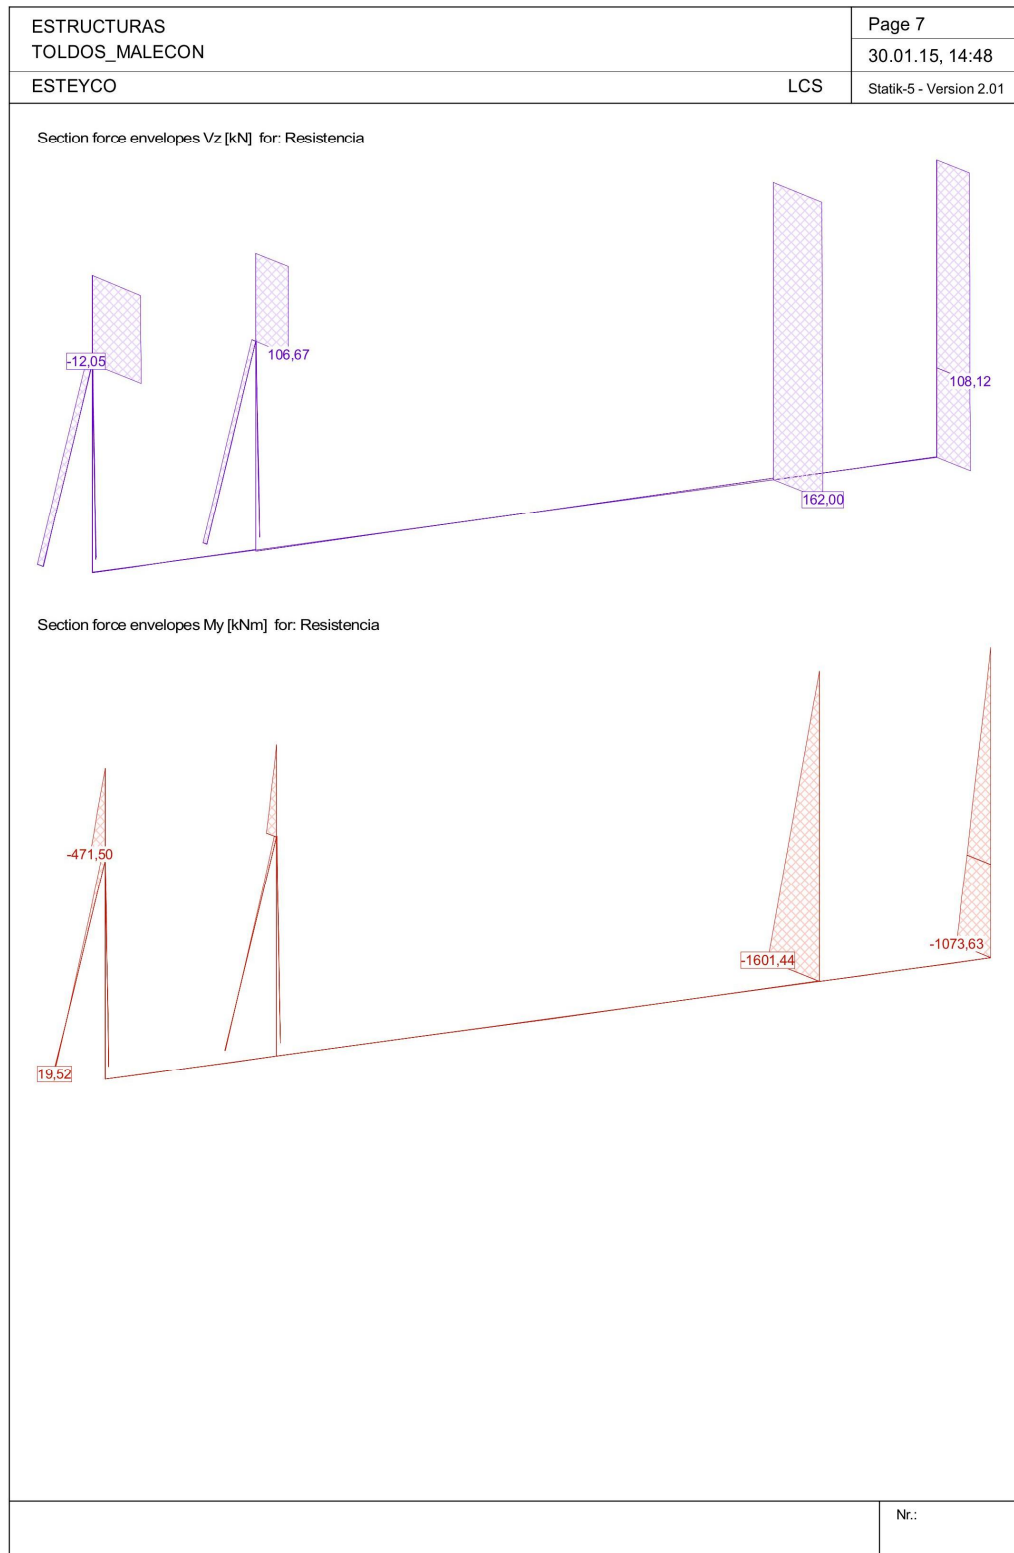 ESTRUCTURAS
TOLDOS_MALECON
Page 7
30.01.15, 14:48
ESTEYCO
LCS
Statik-5 - Version 2.01
Section force envelopes Vz [kN] for: Resistencia
-12,05
106,67
108,12
162,00
Section force envelopes My [kNm] for: Resistencia
-471,50
-1601,44
-1073,63
19,52
Nr.: